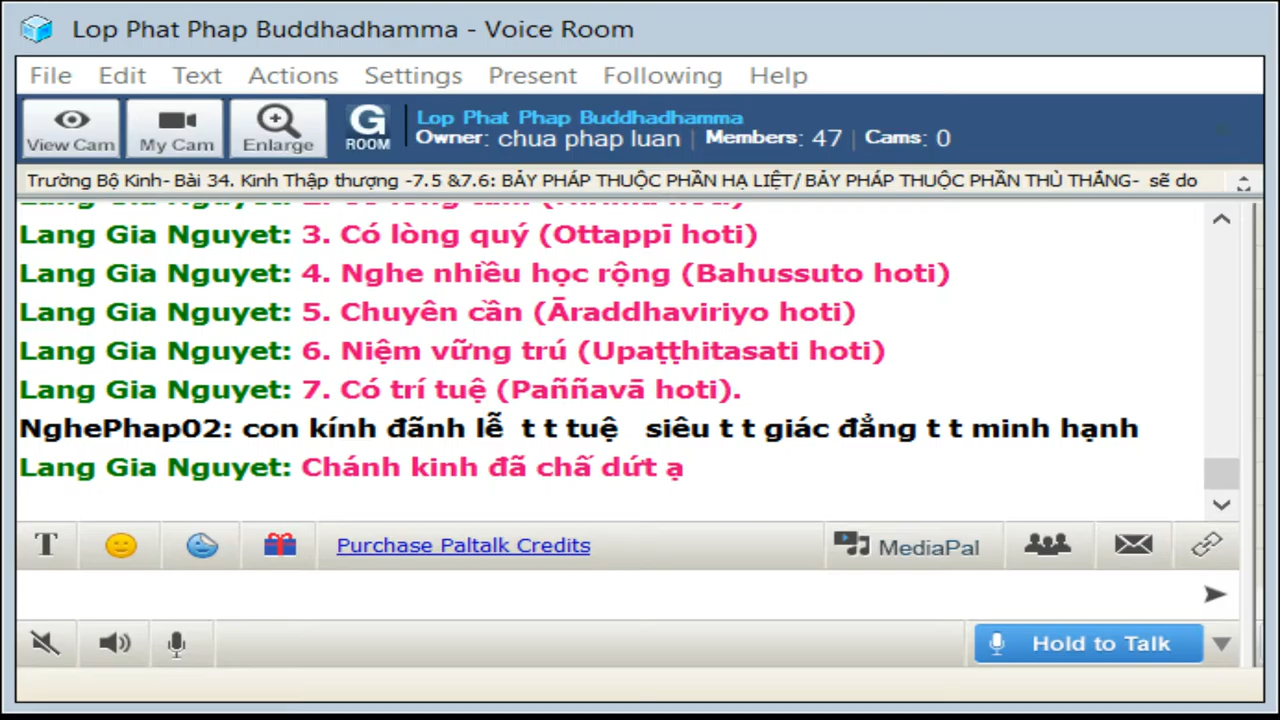 Lop Phat Phap Buddhadhamma - Voice Room
File Edit Text Actions Settings Present Following Help
View Cam My Cam Enlarge G ROOM
Lop Phat Phap Buddhadhamma
Owner: chua phap luan | Members: 47 | Cams: 0
Trường Bộ Kinh- Bài 34. Kinh Thập thượng -7.5 &7.6: BẢY PHÁP THUỘC PHẦN HẠ LIỆT/ BẢY PHÁP THUỘC PHẦN THÙ THẮNG- sẽ do
Lang Gia Nguyet: 3. Có lòng quý (Ottappī hoti)
Lang Gia Nguyet: 4. Nghe nhiều học rộng (Bahussuto hoti)
Lang Gia Nguyet: 5. Chuyên cần (Āraddhaviriyo hoti)
Lang Gia Nguyet: 6. Niệm vững trú (Upaṭṭhitasati hoti)
Lang Gia Nguyet: 7. Có trí tuệ (Paññavā hoti).
NghePhap02: con kính đãnh lễ t t tuệ siêu t t giác đẳng t t minh hạnh
Lang Gia Nguyet: Chánh kinh đã chấ dứt ạ
T Purchase Paltalk Credits MediaPal
Hold to Talk